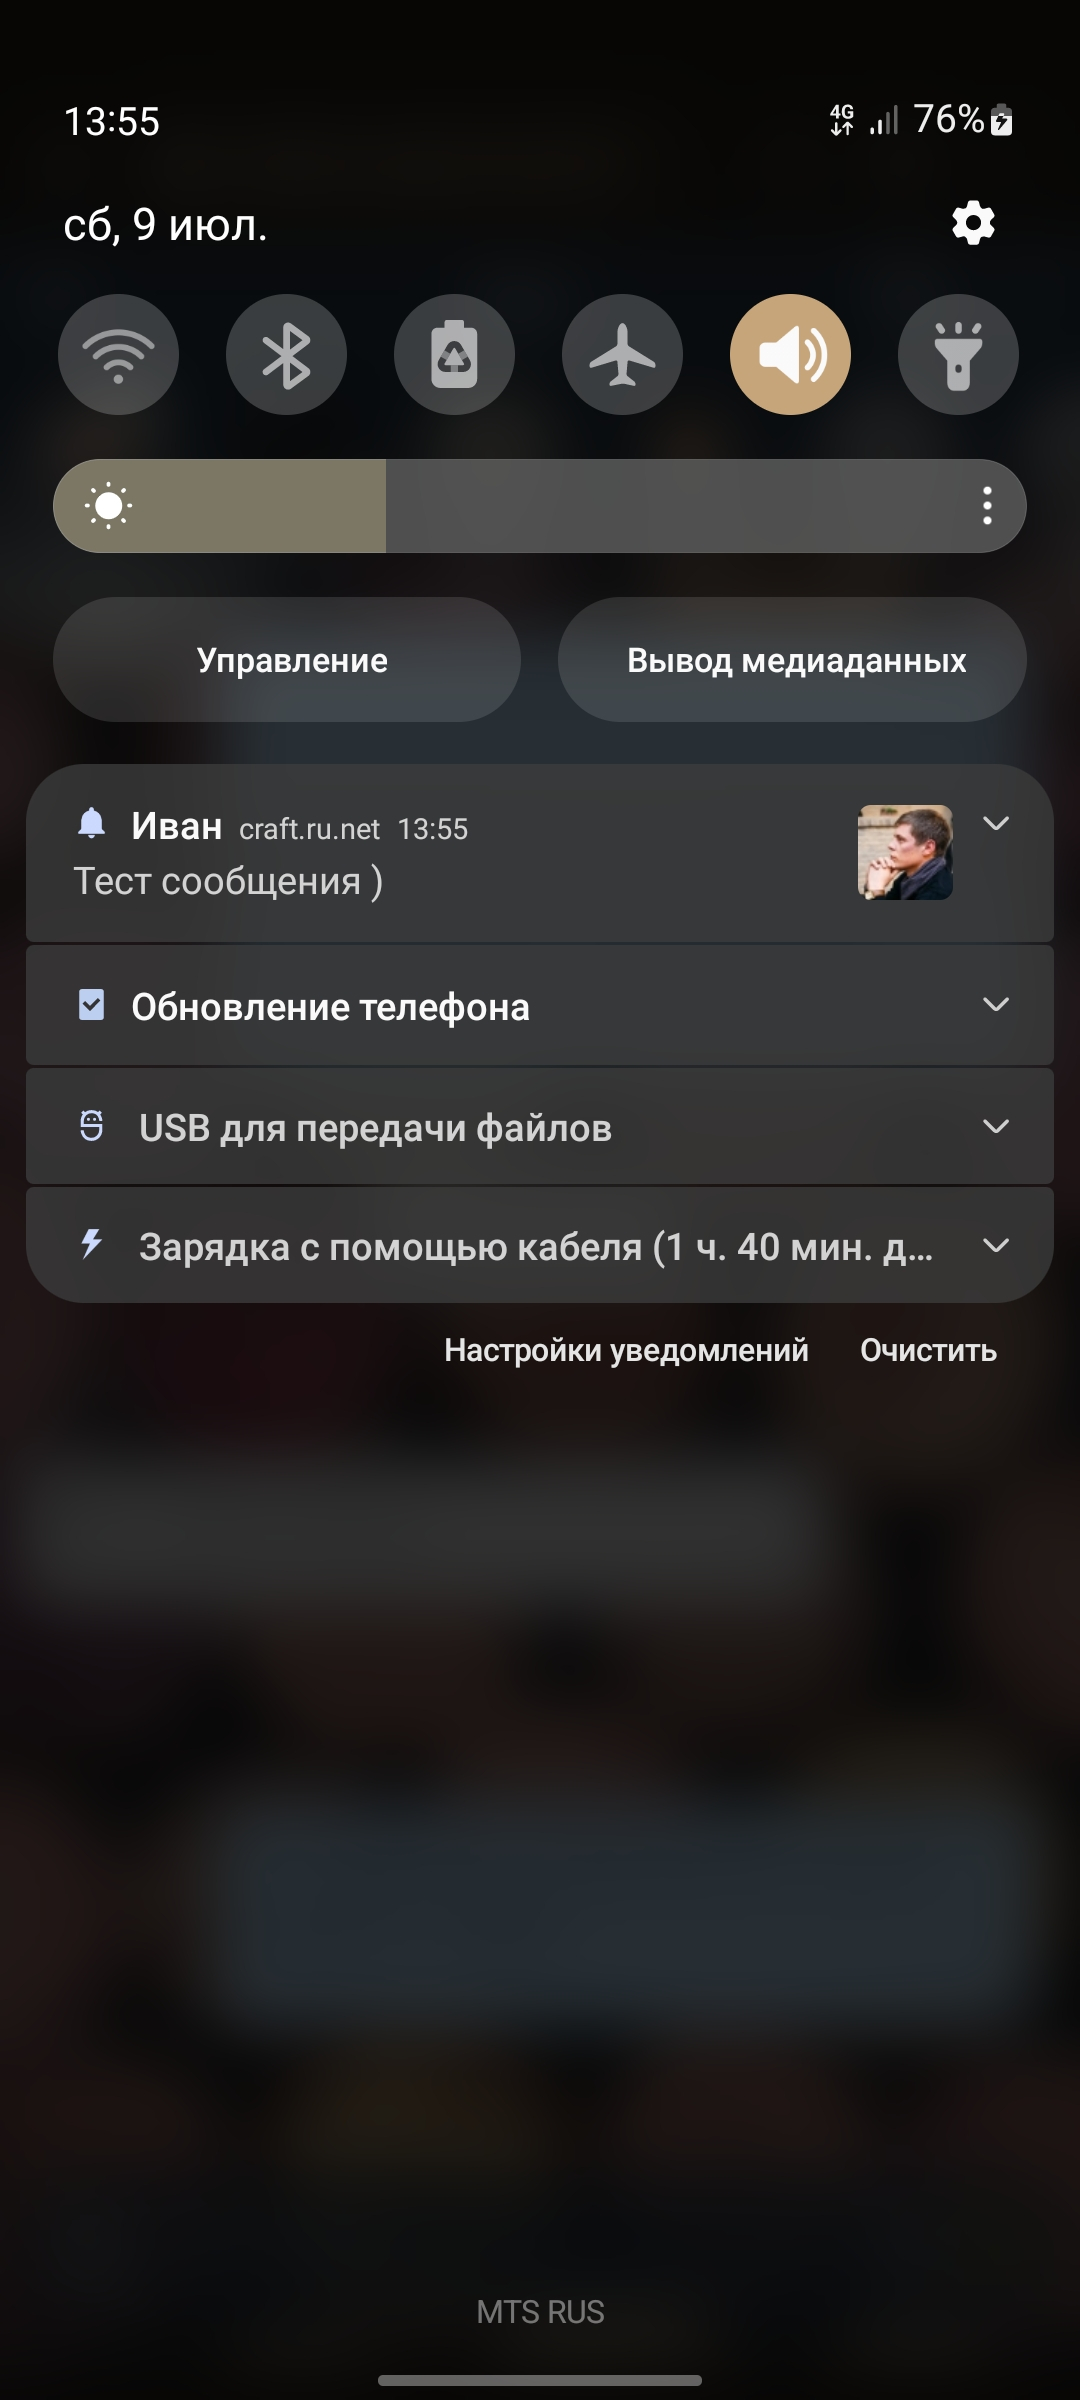 13:55
4G 76%
сб, 9 июл.
Управление
Вывод медиаданных
Иван craft.ru.net 13:55
Тест сообщения )
Обновление телефона
USB для передачи файлов
Зарядка с помощью кабеля (1 ч. 40 мин. д...
Настройки уведомлений Очистить
MTS RUS